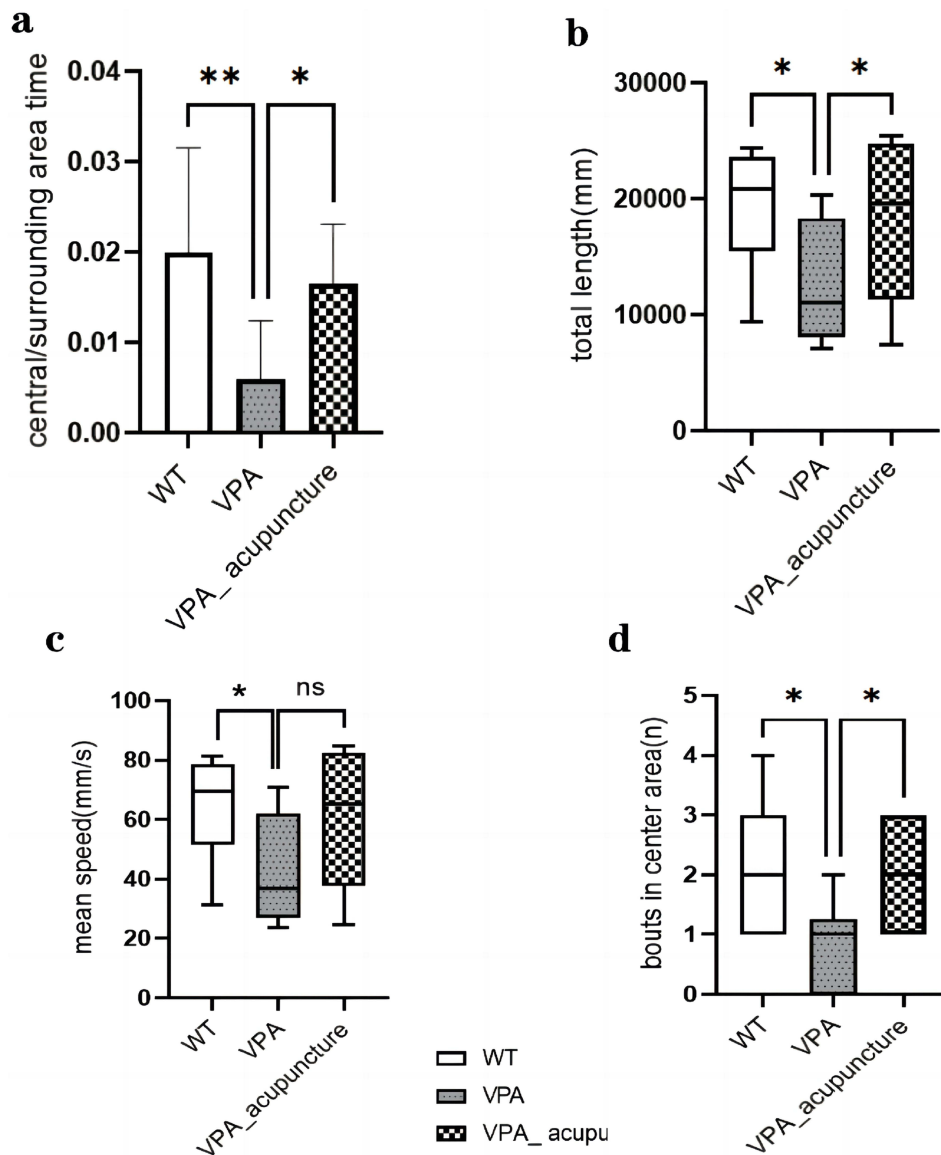 a
central/surrounding area time
0.04
0.03
0.02
0.01
0.00
** *
WT
VPA
VPA_ acupuncture
b
total length(mm)
30000
20000
10000
0
* *
WT
VPA
VPA_ acupuncture
c
mean speed(mm/s)
100
80
60
40
20
0
* ns
WT
VPA
VPA_acupuncture
d
bouts in center area(n)
5
4
3
2
1
0
* *
WT
VPA
VPA_acupuncture
WT
VPA
VPA_ acupu